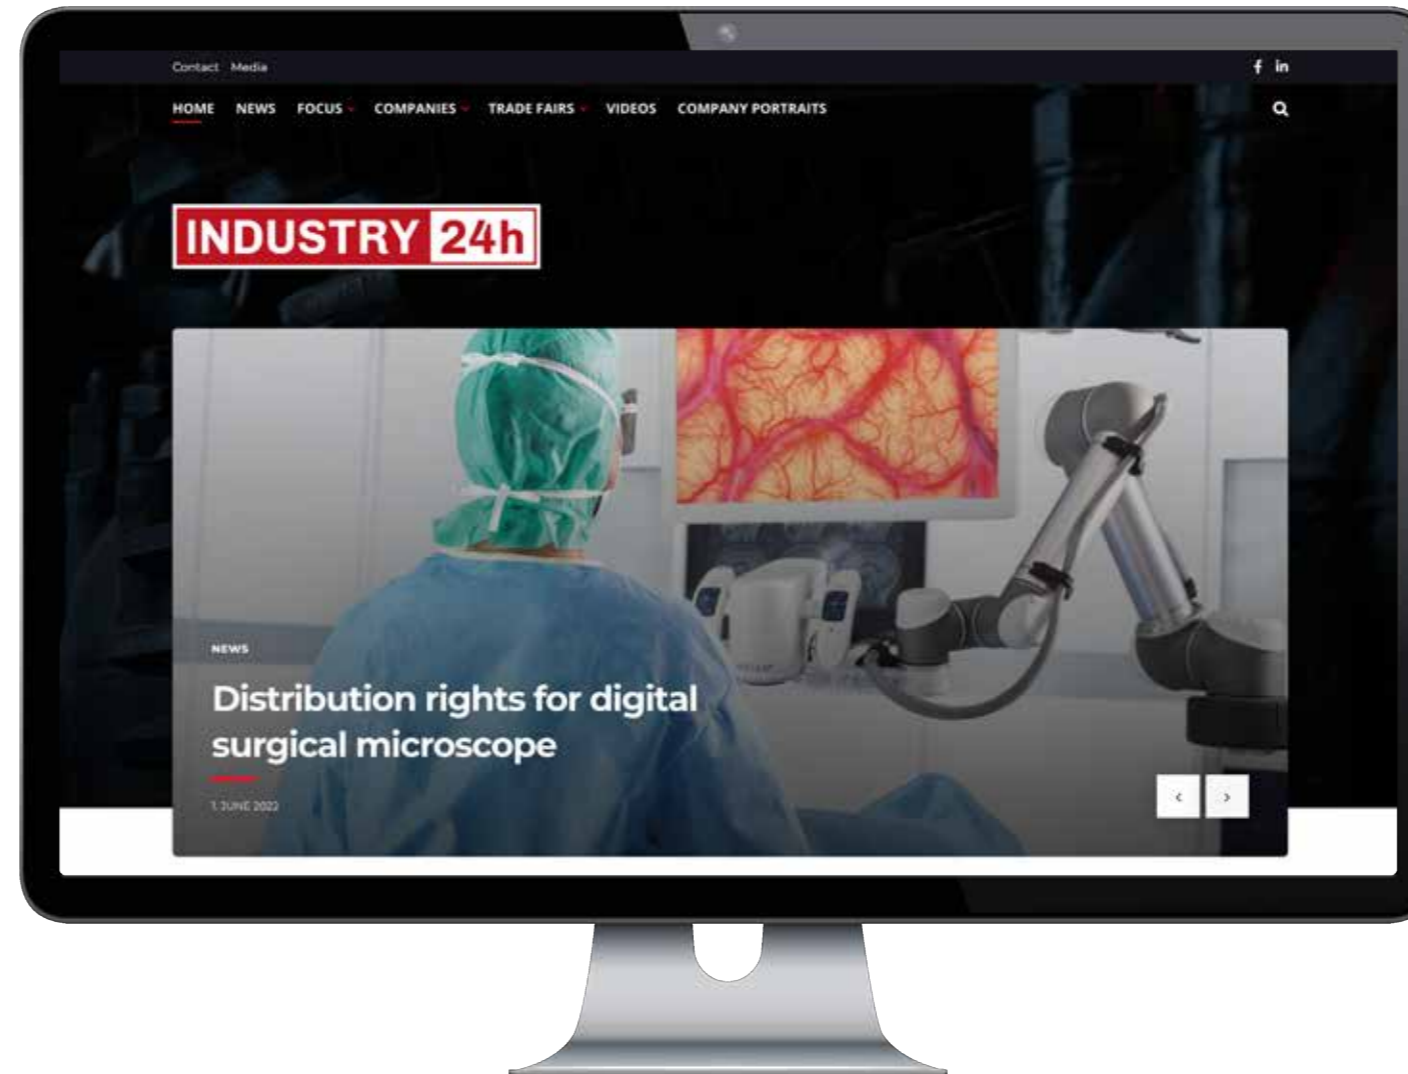 Contact Media
f in
HOME NEWS FOCUS COMPANIES TRADE FAIRS VIDEOS COMPANY PORTRAITS
INDUSTRY 24h
NEWS
Distribution rights for digital
surgical microscope
1. JUNE 2022